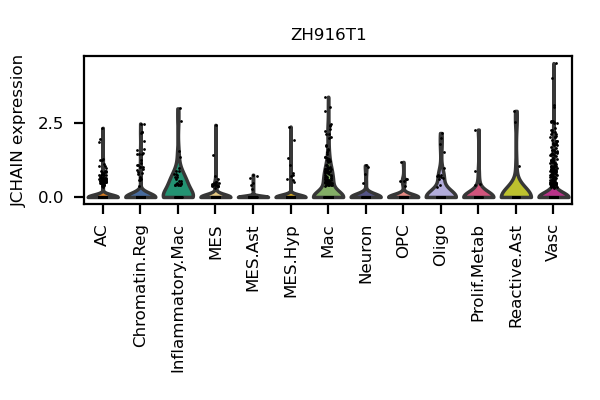 ZH916T1
JCHAIN expression
2.5
0.0
AC
Chromatin.Reg
Inflammatory.Mac
MES
MES.Ast
MES.Hyp
Mac
Neuron
OPC
Oligo
Prolif.Metab
Reactive.Ast
Vasc